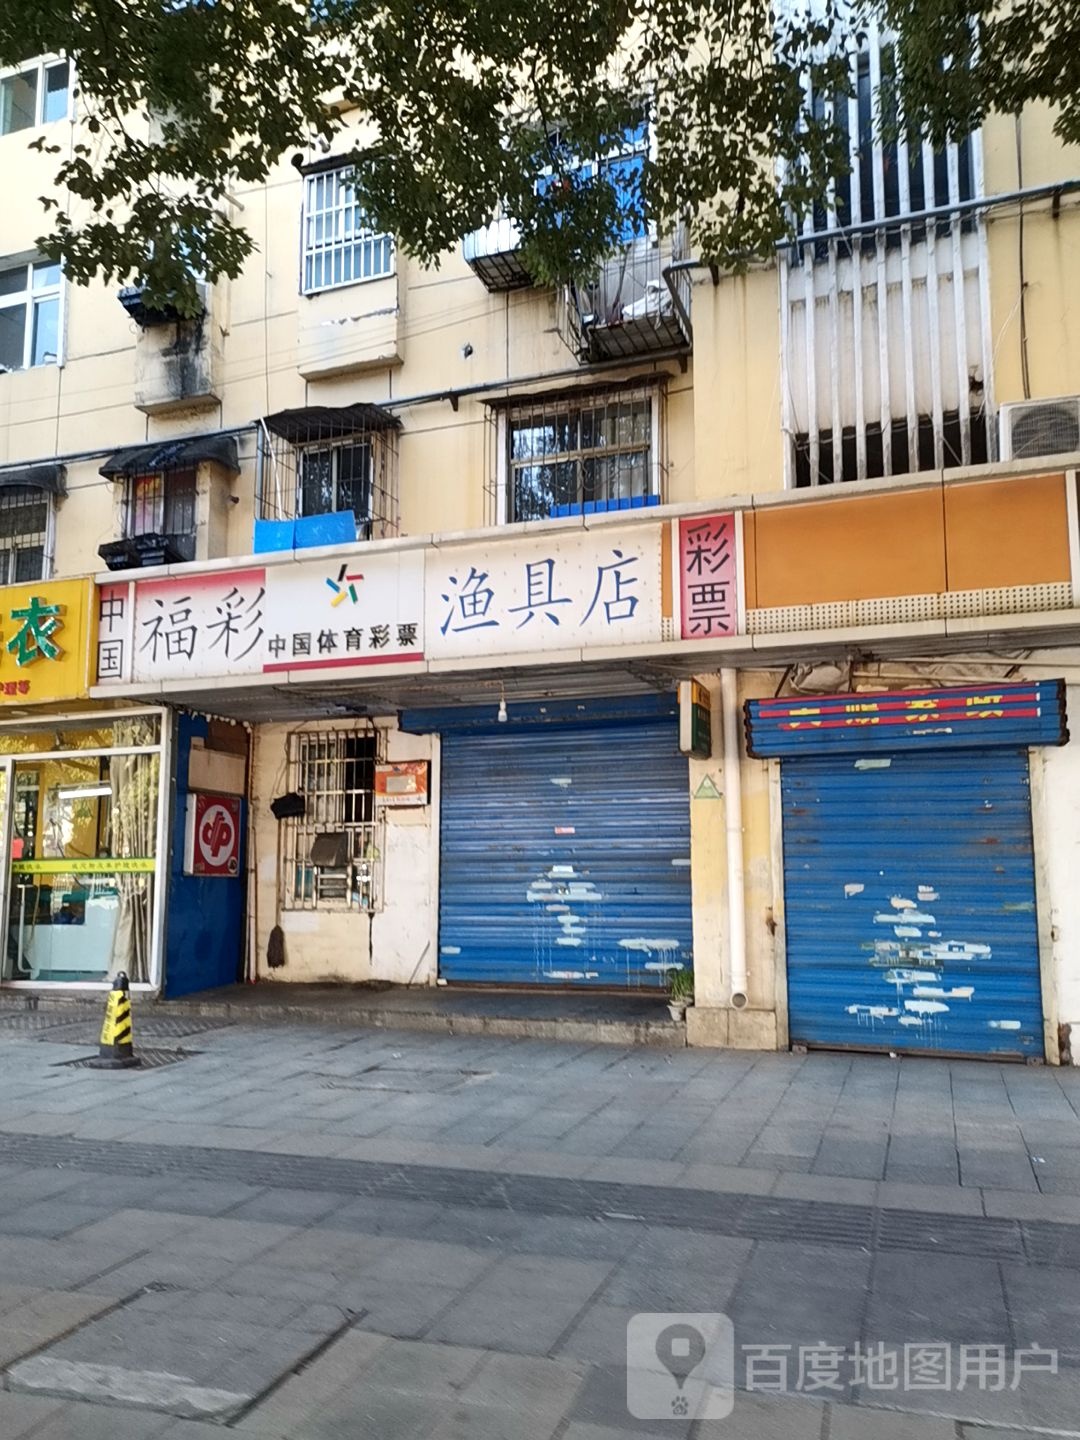 衣
中国
福彩
中国体育彩票
渔具店
彩票
百度地图用户